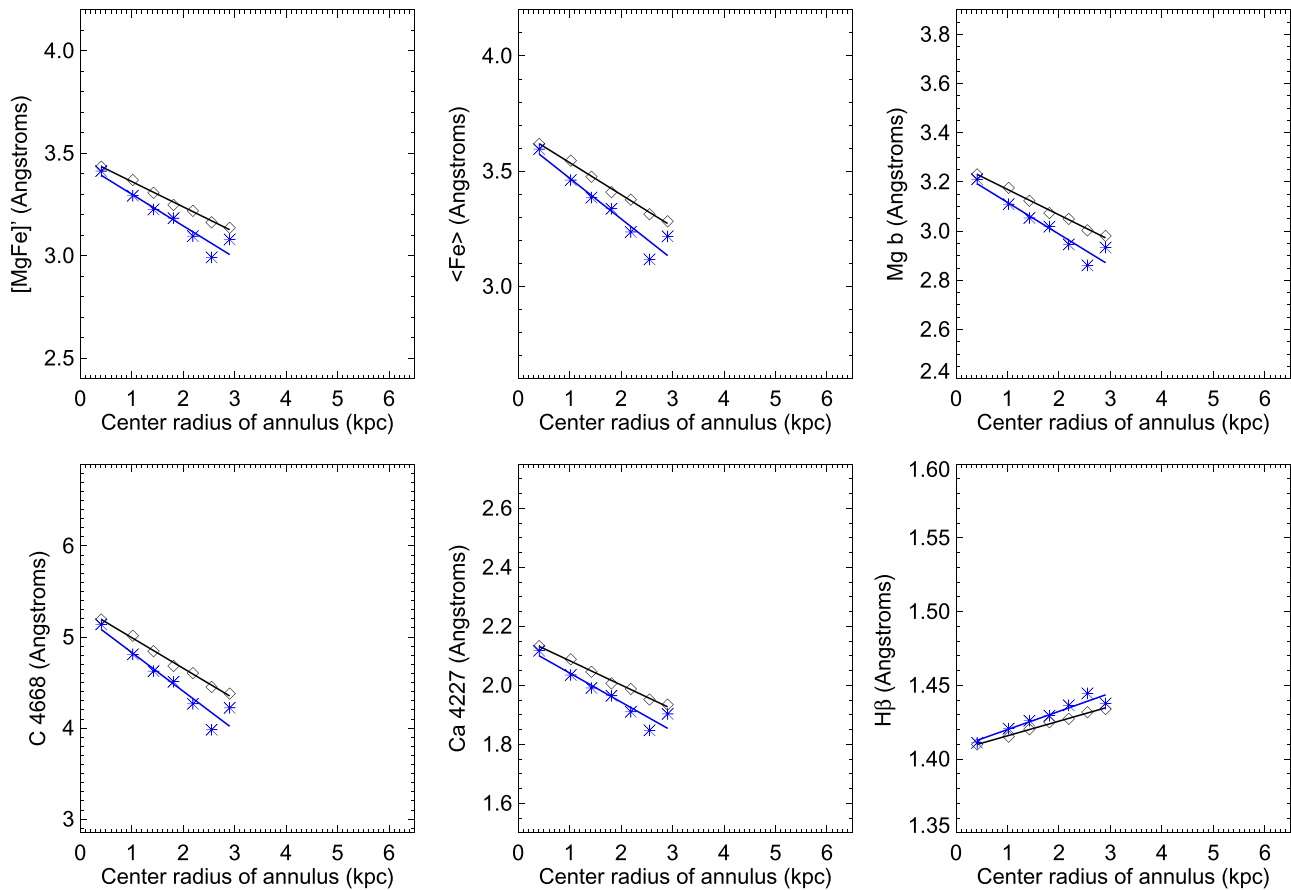 [MgFe]' (Angstroms)
4.0
3.5
3.0
2.5
0 1 2 3 4 5 6
Center radius of annulus (kpc)
<Fe> (Angstroms)
4.0
3.5
3.0
0 1 2 3 4 5 6
Center radius of annulus (kpc)
Mg b (Angstroms)
3.8
3.6
3.4
3.2
3.0
2.8
2.6
2.4
0 1 2 3 4 5 6
Center radius of annulus (kpc)
C 4668 (Angstroms)
6
5
4
3
0 1 2 3 4 5 6
Center radius of annulus (kpc)
Ca 4227 (Angstroms)
2.6
2.4
2.2
2.0
1.8
1.6
0 1 2 3 4 5 6
Center radius of annulus (kpc)
Hβ (Angstroms)
1.60
1.55
1.50
1.45
1.40
1.35
0 1 2 3 4 5 6
Center radius of annulus (kpc)